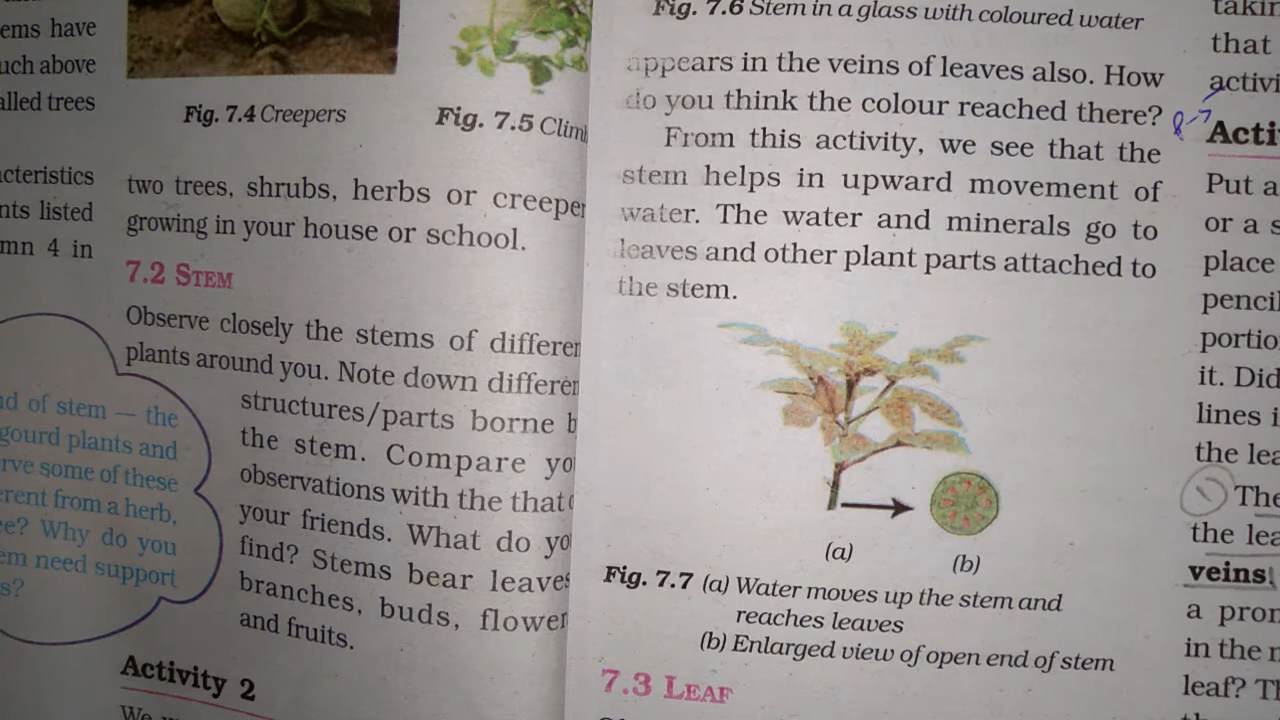 ems have
uch above
alled trees
cteristics
nts listed
mn 4 in
nd of stem — the
gourd plants and
rve some of these
erent from a herb,
ee? Why do you
em need support
s?
Fig. 7.4 Creepers
Fig. 7.5 Climb
two trees, shrubs, herbs or creeper
growing in your house or school.
7.2 STEM
Observe closely the stems of differen
plants around you. Note down differen
structures/parts borne b
the stem. Compare yo
observations with the that o
your friends. What do yo
find? Stems bear leaves
branches, buds, flower
and fruits.
Activity 2
Fig. 7.6 Stem in a glass with coloured water
appears in the veins of leaves also. How
do you think the colour reached there?
From this activity, we see that the
stem helps in upward movement of
water. The water and minerals go to
leaves and other plant parts attached to
the stem.
(a)
(b)
Fig. 7.7 (a) Water moves up the stem and
reaches leaves
(b) Enlarged view of open end of stem
7.3 LEAF
takin
that
activi
Acti
Put a
or a s
place
pencil
portio
it. Did
lines i
the lea
The
the lea
veins
a pron
in the m
leaf? Th